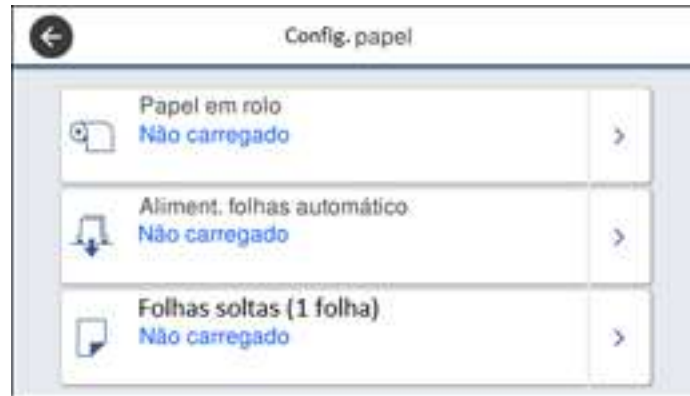 Config. papel
Papel em rolo
Não carregado
Aliment. folhas automático
Não carregado
Folhas soltas (1 folha)
Não carregado